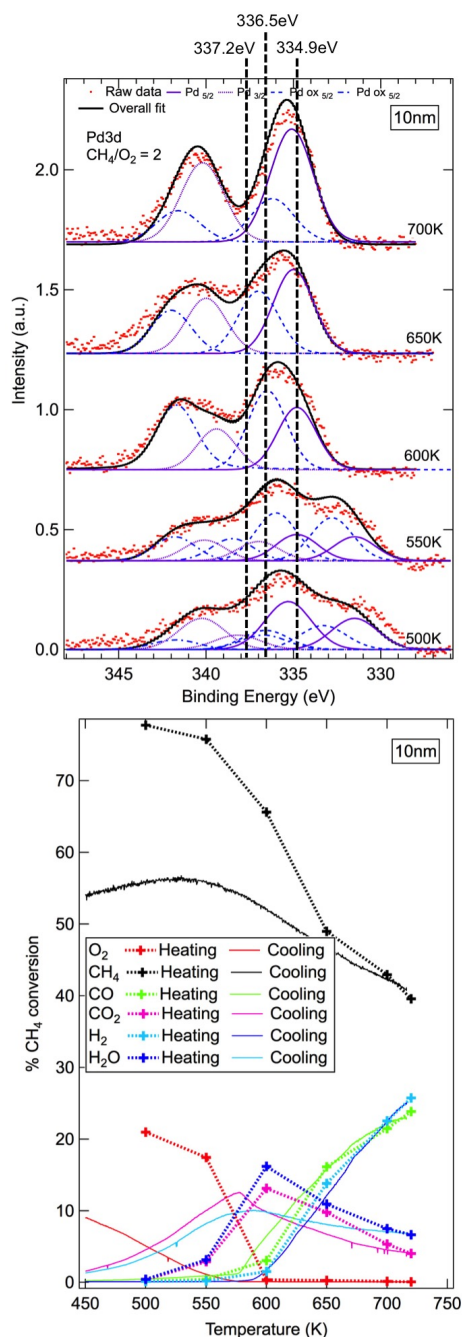 336.5eV
337.2eV 334.9eV
Raw data Pd 5/2 Pd 3/2 Pd ox 5/2 Pd ox 5/2
Overall fit
10nm
Pd3d
CH4/O2 = 2
2.0
700K
1.5
650K
Intensity (a.u.)
1.0
600K
0.5
550K
500K
0.0
345 340 335 330
Binding Energy (eV)
10nm
70
60
50
O2 Heating Cooling
CH4 Heating Cooling
CO Heating Cooling
CO2 Heating Cooling
H2 Heating Cooling
H2O Heating Cooling
% CH4 conversion
40
30
20
10
0
450 500 550 600 650 700 750
Temperature (K)